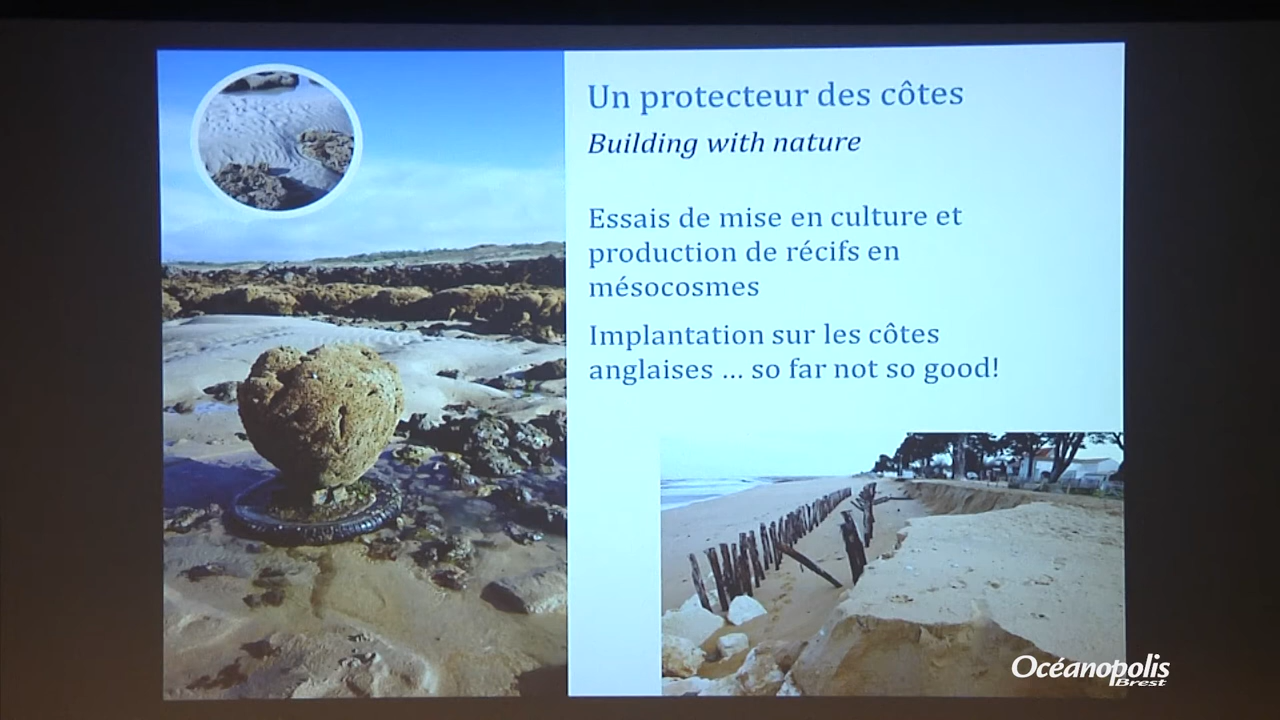 Un protecteur des côtes
Building with nature
Essais de mise en culture et
production de récifs en
mésocosmes
Implantation sur les côtes
anglaises ... so far not so good!
Océanopolis
Brest